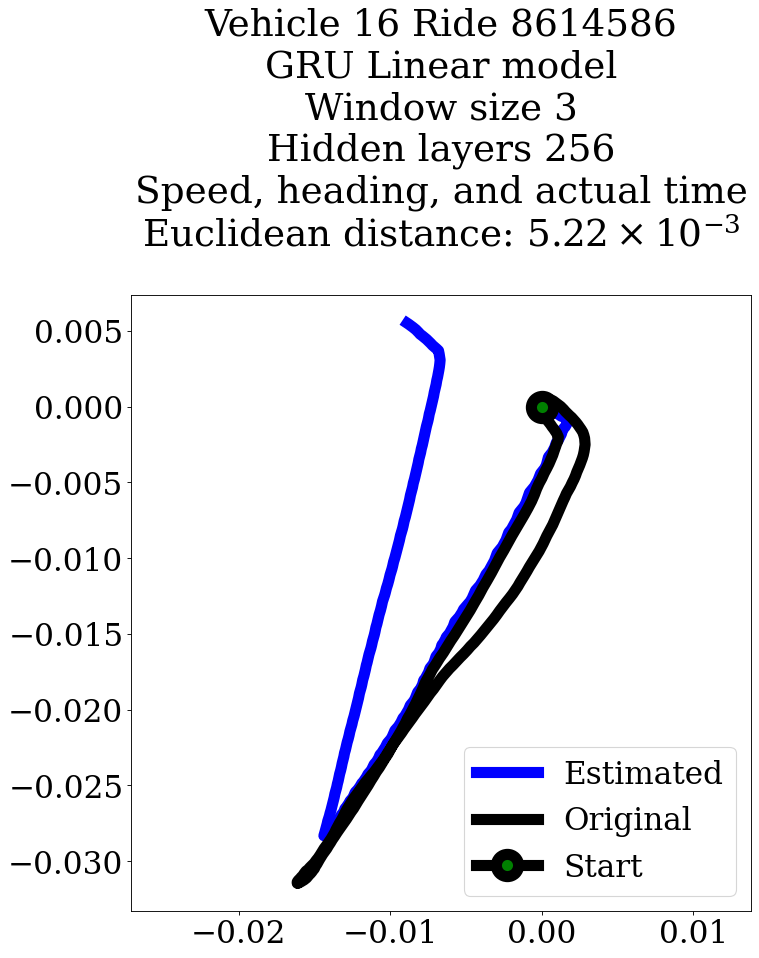 Vehicle 16 Ride 8614586
GRU Linear model
Window size 3
Hidden layers 256
Speed, heading, and actual time
Euclidean distance: 5.22 × 10⁻³
0.005
0.000
−0.005
−0.010
−0.015
−0.020
−0.025
−0.030
Estimated
Original
Start
−0.02
−0.01
0.00
0.01